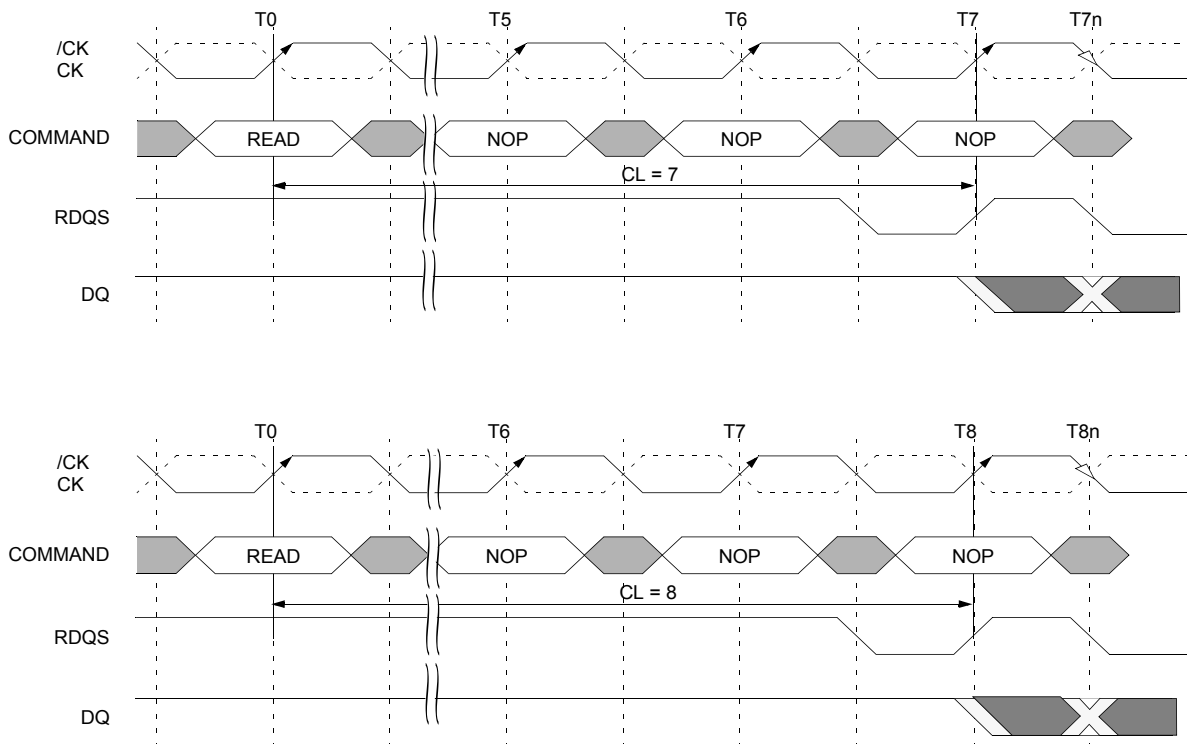 T0 T5 T6 T7 T7n
/CK
CK
COMMAND READ NOP NOP NOP
CL = 7
RDQS
DQ
T0 T6 T7 T8 T8n
/CK
CK
COMMAND READ NOP NOP NOP
CL = 8
RDQS
DQ